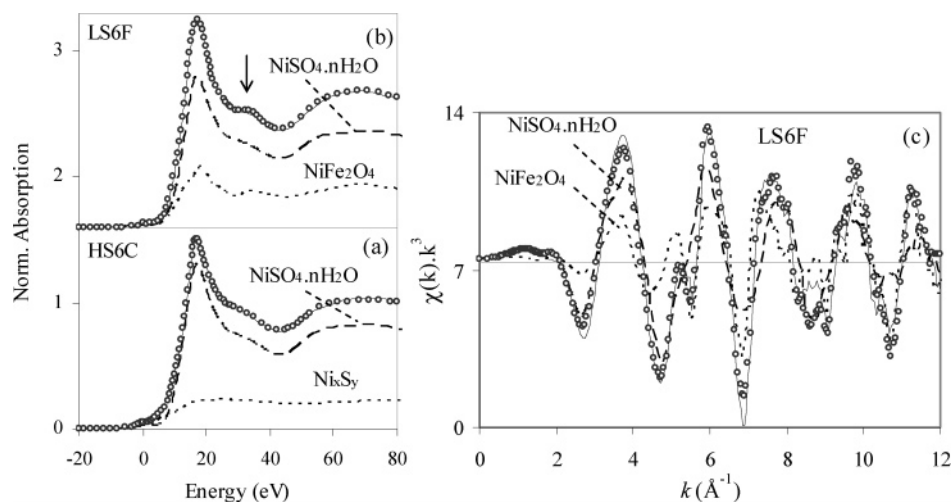 LS6F
(b)
3
NiSO4.nH2O
NiFe2O4
2
Norm. Absorption
HS6C
(a)
NiSO4.nH2O
1
NixSy
0
-20 0 20 40 60 80
Energy (eV)
14
LS6F
(c)
NiSO4.nH2O
NiFe2O4
χ(k).k³
7
0
0 2 4 6 8 10 12
k (Å⁻¹)